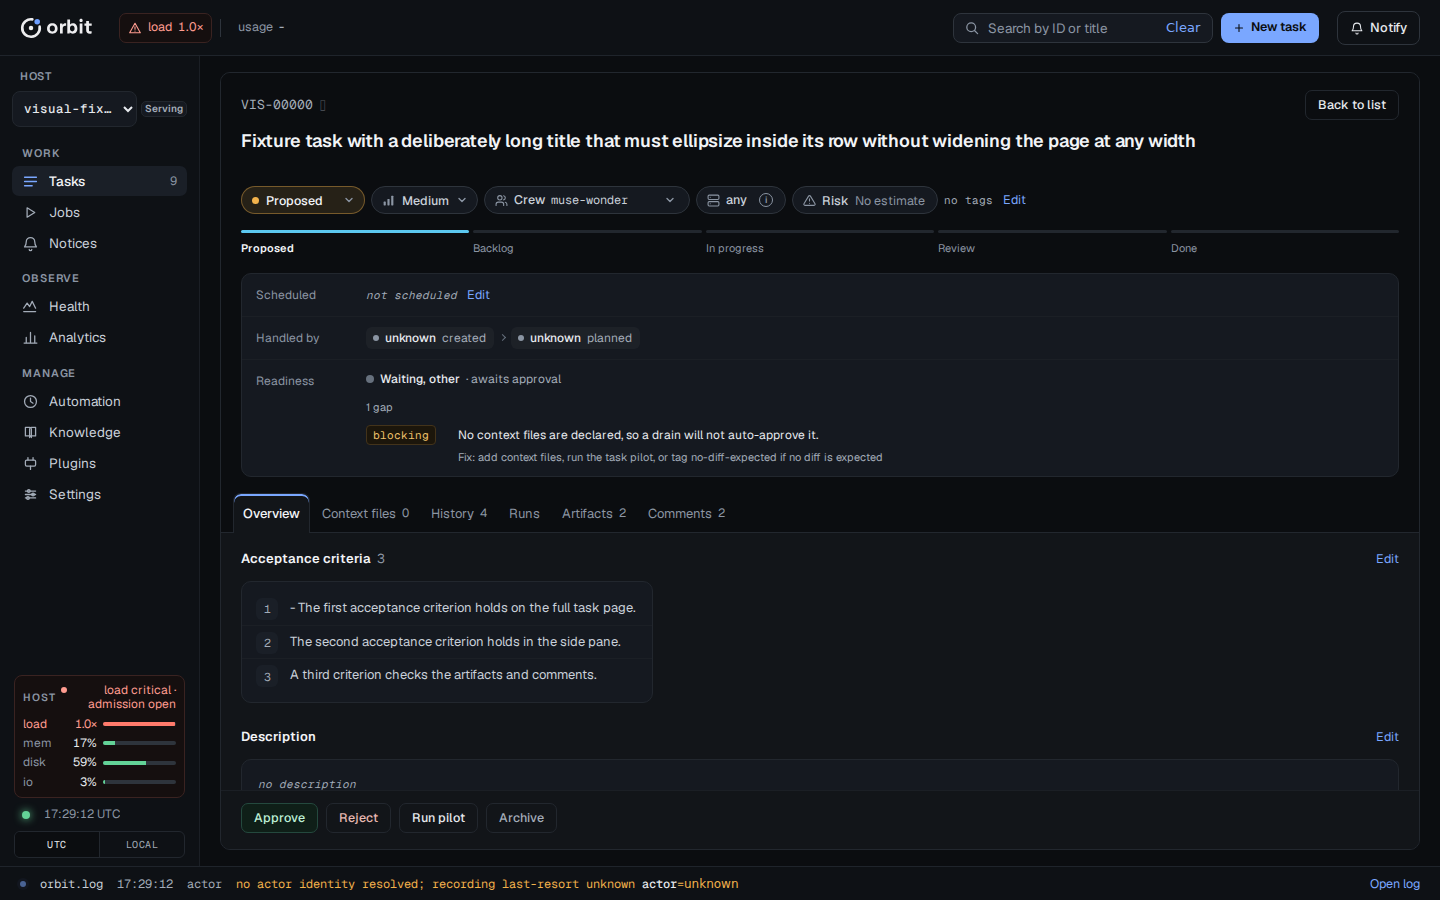 orbit
load 1.0×
usage -
Search by ID or title
Clear
+ New task
Notify
HOST
visual-fix…
Serving
WORK
Tasks 9
Jobs
Notices
OBSERVE
Health
Analytics
MANAGE
Automation
Knowledge
Plugins
Settings
HOST
load critical ·
admission open
load 1.0×
mem 17%
disk 59%
io 3%
17:29:12 UTC
UTC
LOCAL
VIS-00000
Back to list
Fixture task with a deliberately long title that must ellipsize inside its row without widening the page at any width
Proposed
Medium
Crew muse-wonder
any
Risk No estimate
no tags
Edit
Proposed
Backlog
In progress
Review
Done
Scheduled
not scheduled Edit
Handled by
unknown created › unknown planned
Readiness
Waiting, other · awaits approval
1 gap
blocking
No context files are declared, so a drain will not auto-approve it.
Fix: add context files, run the task pilot, or tag no-diff-expected if no diff is expected
Overview
Context files 0
History 4
Runs
Artifacts 2
Comments 2
Acceptance criteria 3
Edit
1 - The first acceptance criterion holds on the full task page.
2 The second acceptance criterion holds in the side pane.
3 A third criterion checks the artifacts and comments.
Description
Edit
no description
Approve
Reject
Run pilot
Archive
orbit.log 17:29:12 actor no actor identity resolved; recording last-resort unknown actor=unknown
Open log